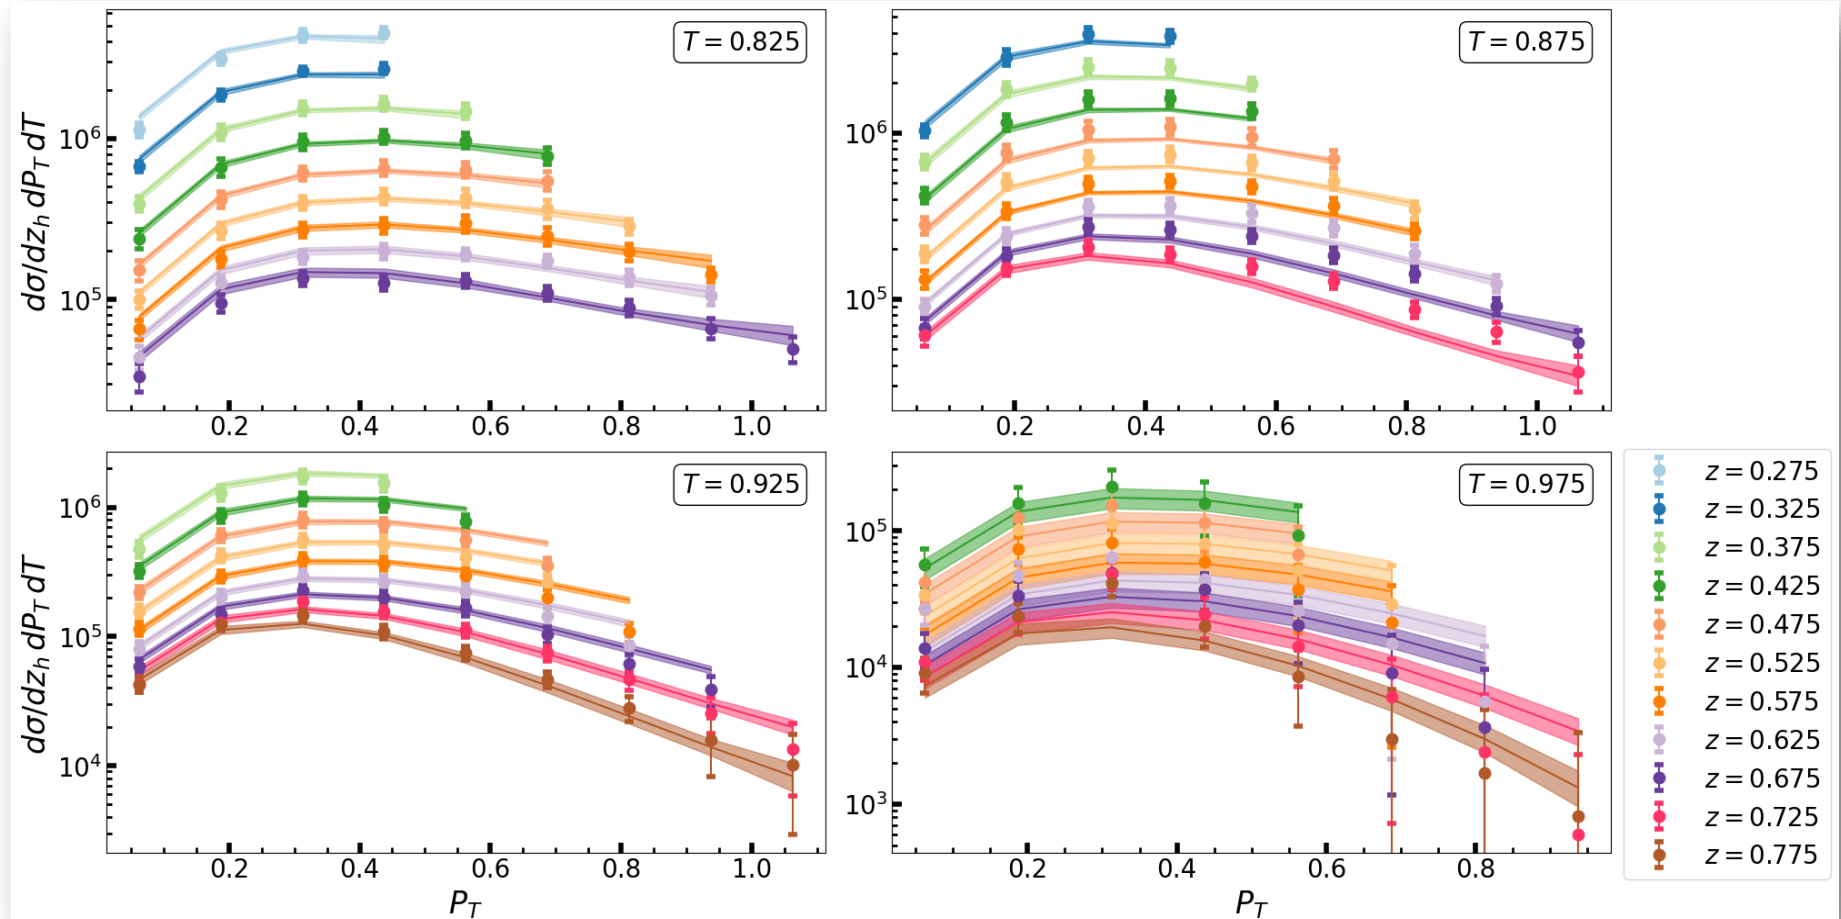 T = 0.825
T = 0.875
dσ/dz_h dP_T dT
10^6
10^5
10^6
10^5
0.2 0.4 0.6 0.8 1.0
0.2 0.4 0.6 0.8 1.0
T = 0.925
T = 0.975
dσ/dz_h dP_T dT
10^6
10^5
10^4
10^5
10^4
10^3
z = 0.275
z = 0.325
z = 0.375
z = 0.425
z = 0.475
z = 0.525
z = 0.575
z = 0.625
z = 0.675
z = 0.725
z = 0.775
0.2 0.4 0.6 0.8 1.0
0.2 0.4 0.6 0.8
P_T
P_T